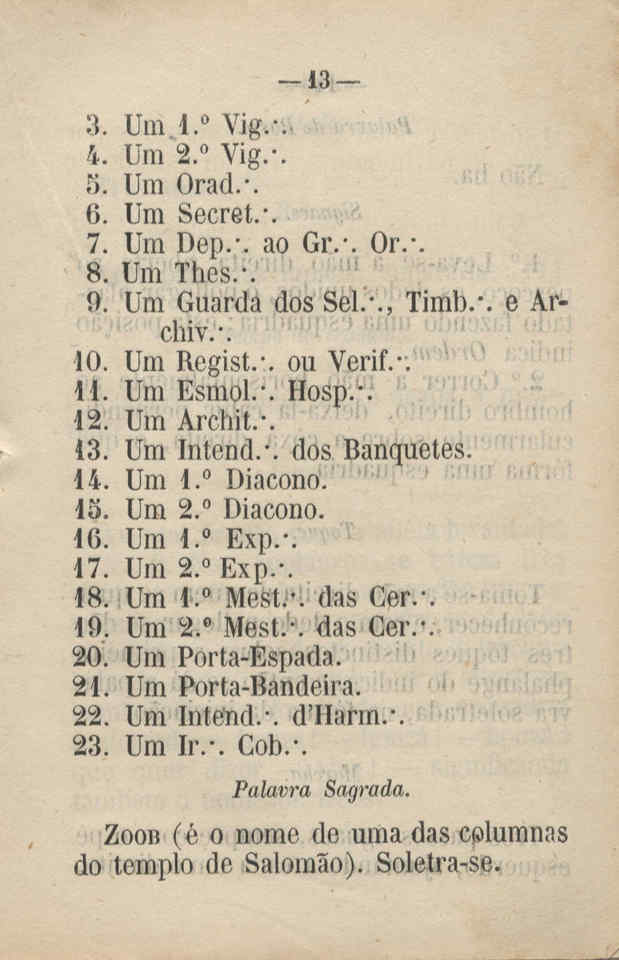 — 13 —
3. Um 1.º Vig.·.
4. Um 2.º Vig.·.
5. Um Orad.·.
6. Um Secret.·.
7. Um Dep.·. ao Gr.·. Or.·.
8. Um Thes.·.
9. Um Guarda dos Sel.·., Timb.·. e Ar-
chiv.·.
10. Um Regist.·. ou Verif.·.
11. Um Esmol.·. Hosp.·.
12. Um Archit.·.
13. Um Intend.·. dos Banquetes.
14. Um 1.º Diacono.
15. Um 2.º Diacono.
16. Um 1.º Exp.·.
17. Um 2.º Exp.·.
18. Um 1.º Mest.·. das Cer.·.
19. Um 2.º Mest.·. das Cer.·.
20. Um Porta-Espada.
21. Um Porta-Bandeira.
22. Um Intend.·. d'Harm.·.
23. Um Ir.·. Cob.·.
Palavra Sagrada.
ZOOB (é o nome de uma das columnas
do templo de Salomão). Soletra-se.